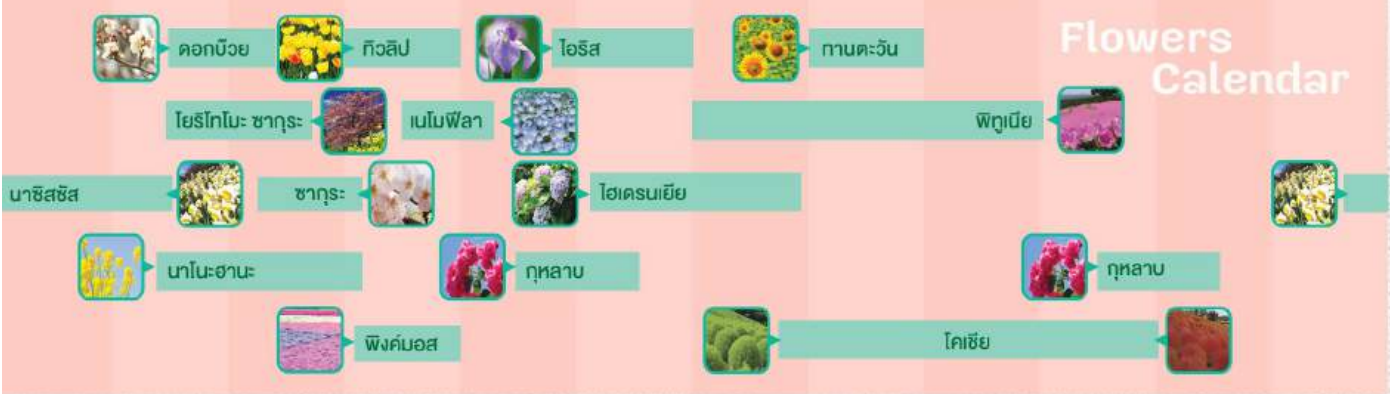 ดอกบ๊วย
ทิวลิป
ไอริส
ทานตะวัน
Flowers
Calendar
โยริโทโมะ ซากุระ
เนโมฟีลา
พิทูเนีย
นาซิสซัส
ซากุระ
ไฮเดรนเยีย
นาโนะฮานะ
กุหลาบ
กุหลาบ
พิงค์มอส
โคเชีย